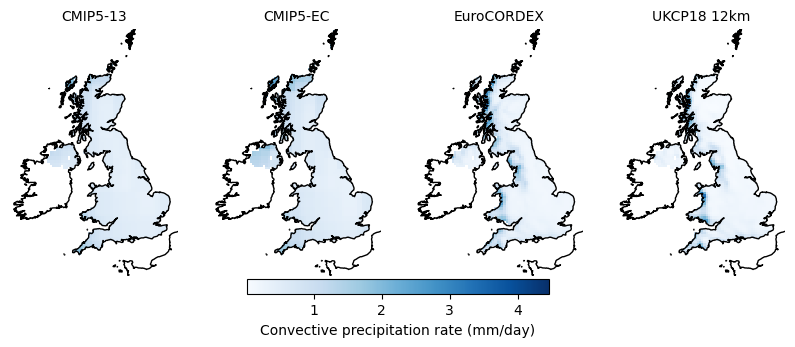 CMIP5-13 CMIP5-EC EuroCORDEX UKCP18 12km
1 2 3 4
Convective precipitation rate (mm/day)